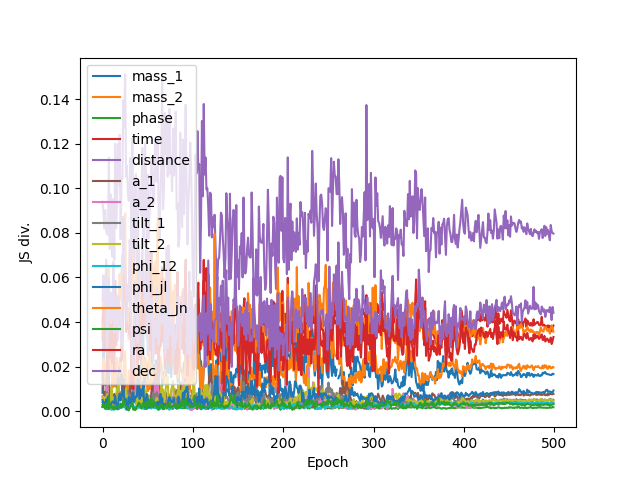 0.14
0.12
0.10
0.08
0.06
0.04
0.02
0.00
JS div.
mass_1
mass_2
phase
time
distance
a_1
a_2
tilt_1
tilt_2
phi_12
phi_jl
theta_jn
psi
ra
dec
0 100 200 300 400 500
Epoch